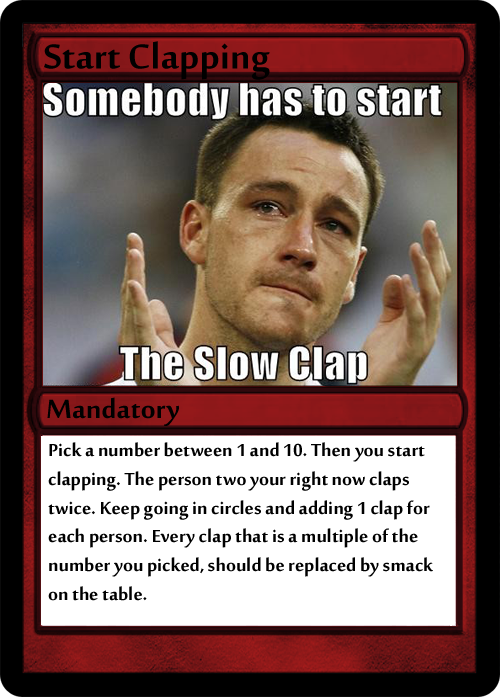 Start Clapping
Somebody has to start
The Slow Clap
Mandatory
Pick a number between 1 and 10. Then you start
clapping. The person two your right now claps
twice. Keep going in circles and adding 1 clap for
each person. Every clap that is a multiple of the
number you picked, should be replaced by smack
on the table.